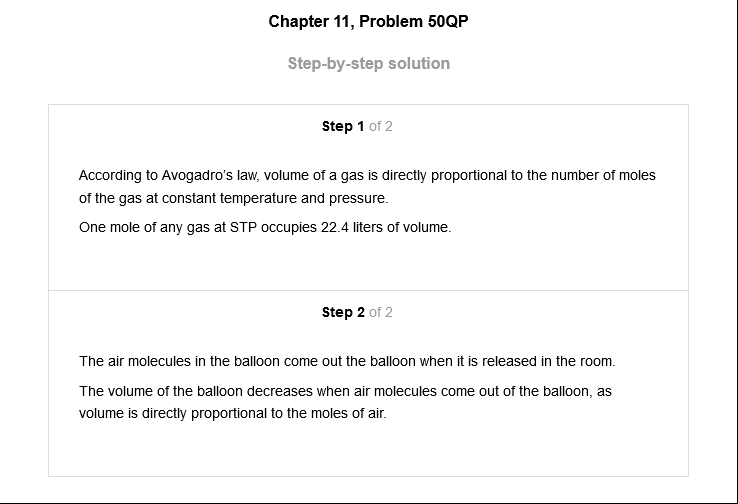 Chapter 11, Problem 50QP
Step-by-step solution
Step 1 of 2
According to Avogadro's law, volume of a gas is directly proportional to the number of moles
of the gas at constant temperature and pressure.
One mole of any gas at STP occupies 22.4 liters of volume.
Step 2 of 2
The air molecules in the balloon come out the balloon when it is released in the room.
The volume of the balloon decreases when air molecules come out of the balloon, as
volume is directly proportional to the moles of air.